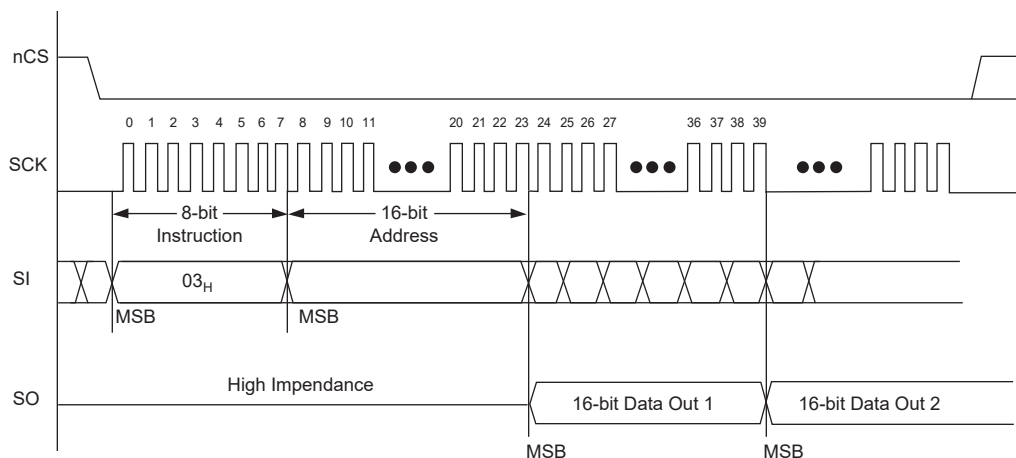 nCS
0 1 2 3 4 5 6 7 8 9 10 11 20 21 22 23 24 25 26 27 36 37 38 39
SCK
8-bit
Instruction
16-bit
Address
SI
03H
MSB
MSB
High Impendance
SO
16-bit Data Out 1
16-bit Data Out 2
MSB
MSB